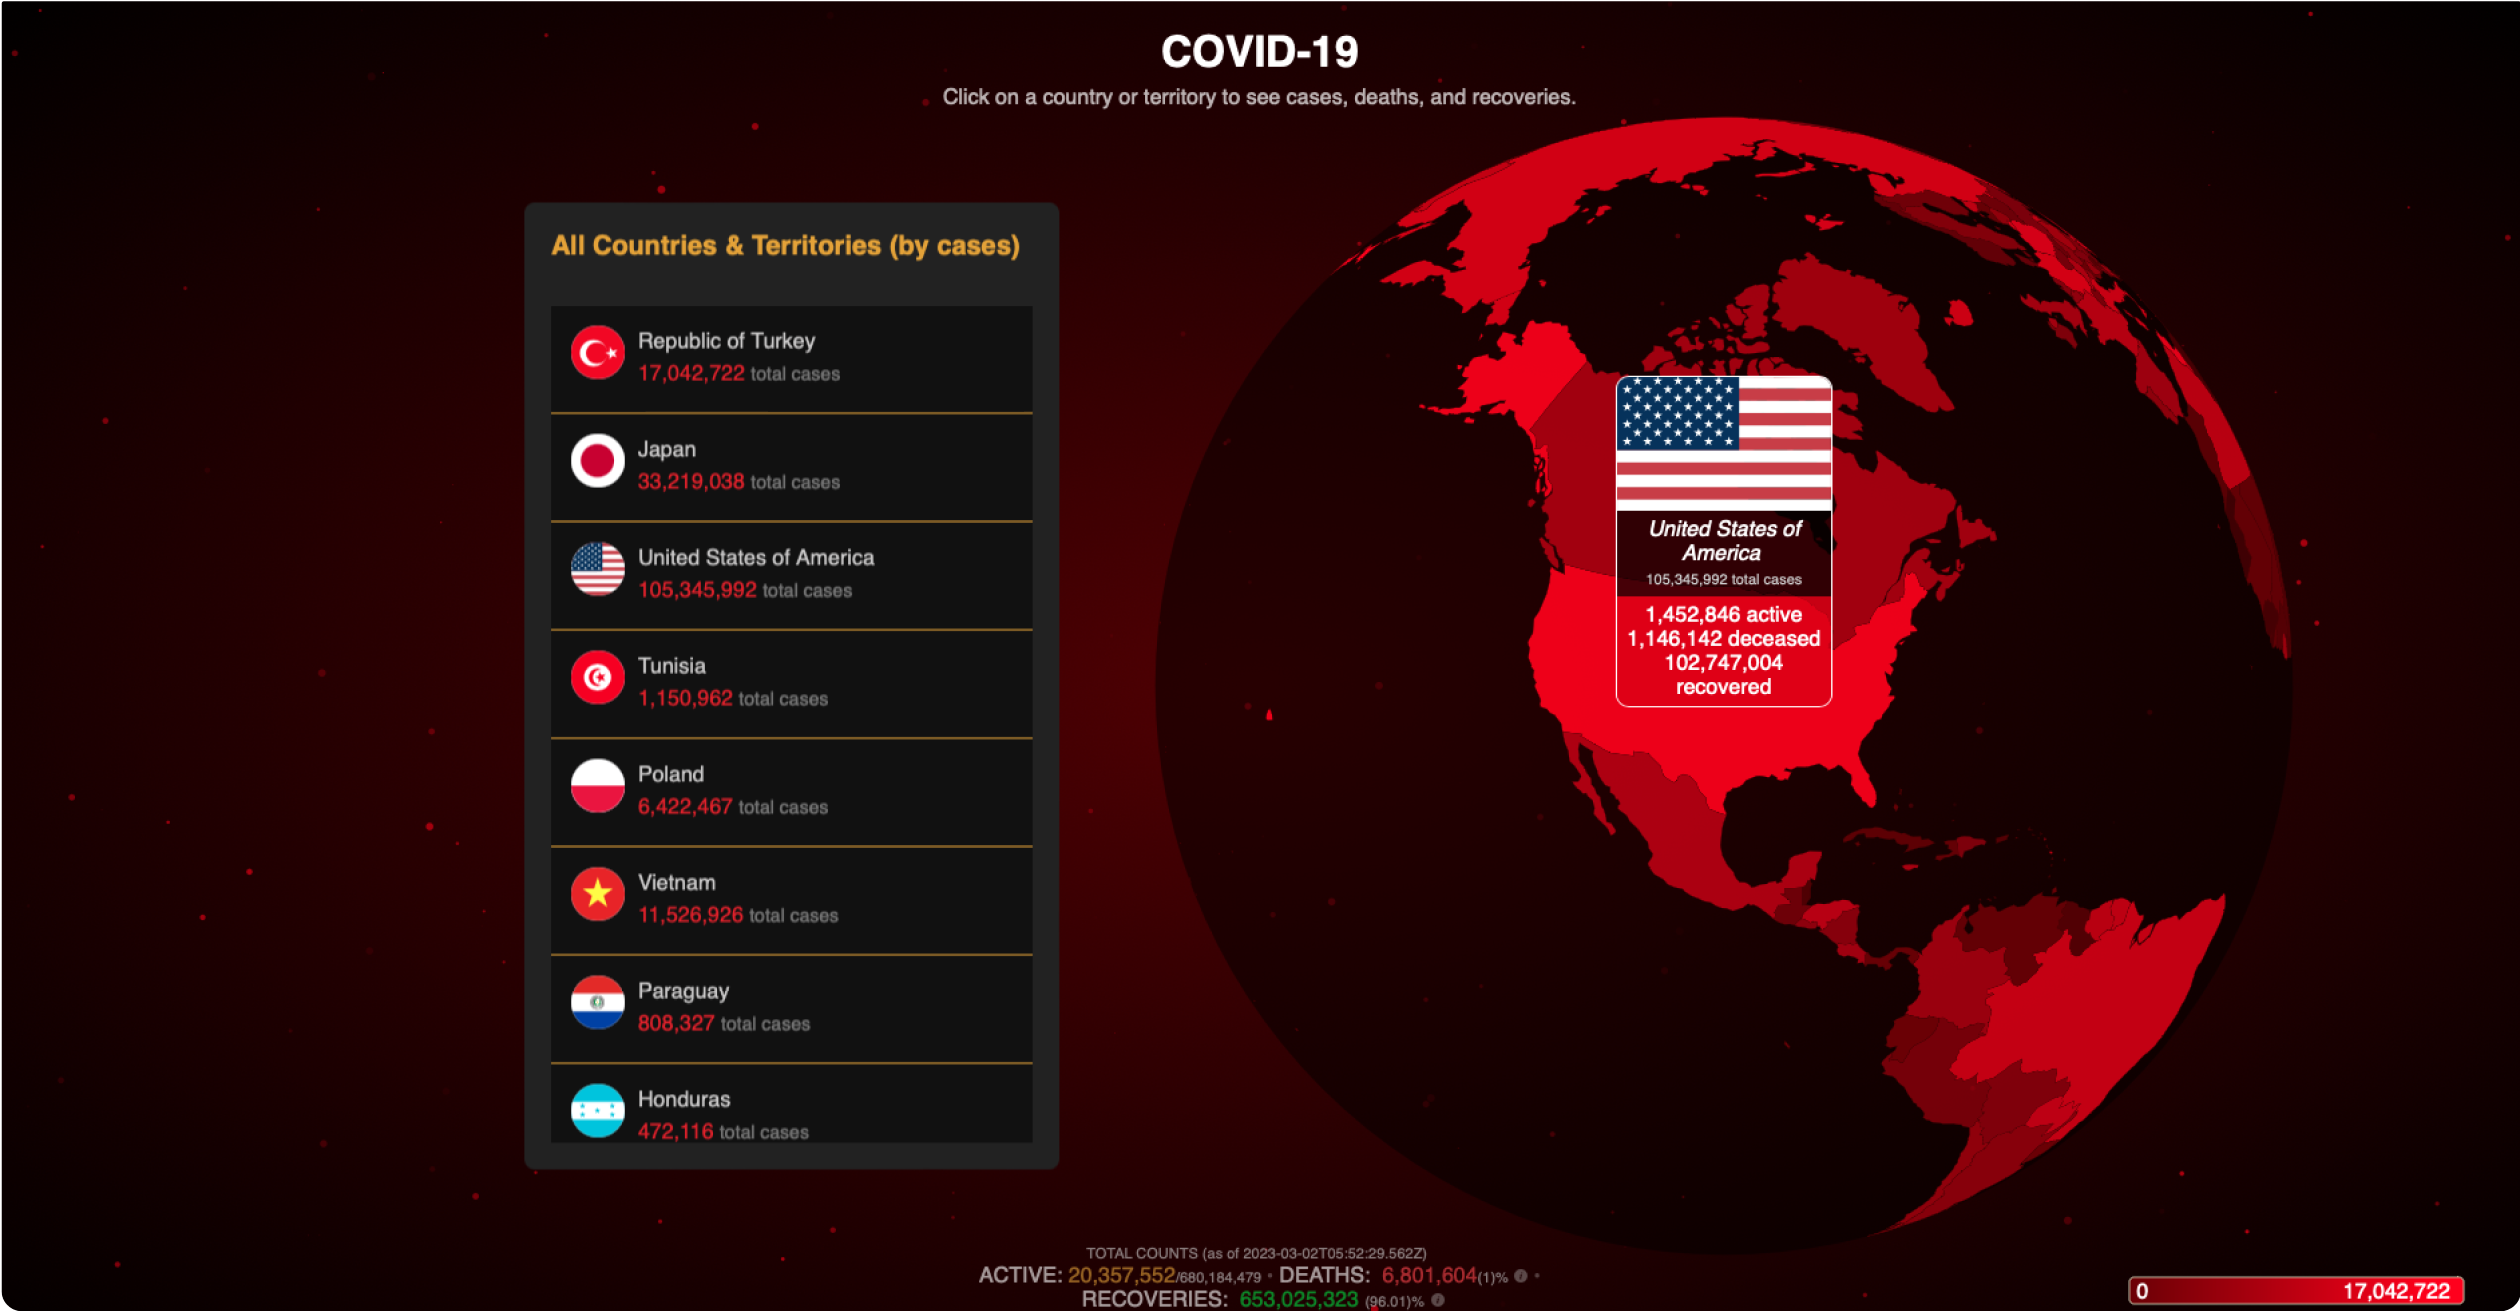 COVID-19
Click on a country or territory to see cases, deaths, and recoveries.
All Countries & Territories (by cases)
Republic of Turkey
17,042,722 total cases
Japan
33,219,038 total cases
United States of America
105,345,992 total cases
Tunisia
1,150,962 total cases
Poland
6,422,467 total cases
Vietnam
11,526,926 total cases
Paraguay
808,327 total cases
Honduras
472,116 total cases
United States of
America
105,345,992 total cases
1,452,846 active
1,146,142 deceased
102,747,004
recovered
TOTAL COUNTS (as of 2023-03-02T05:52:29.562Z)
ACTIVE: 20,357,552/680,184,479 • DEATHS: 6,801,604(1)% i •
RECOVERIES: 653,025,323 (96.01)% i
0 17,042,722